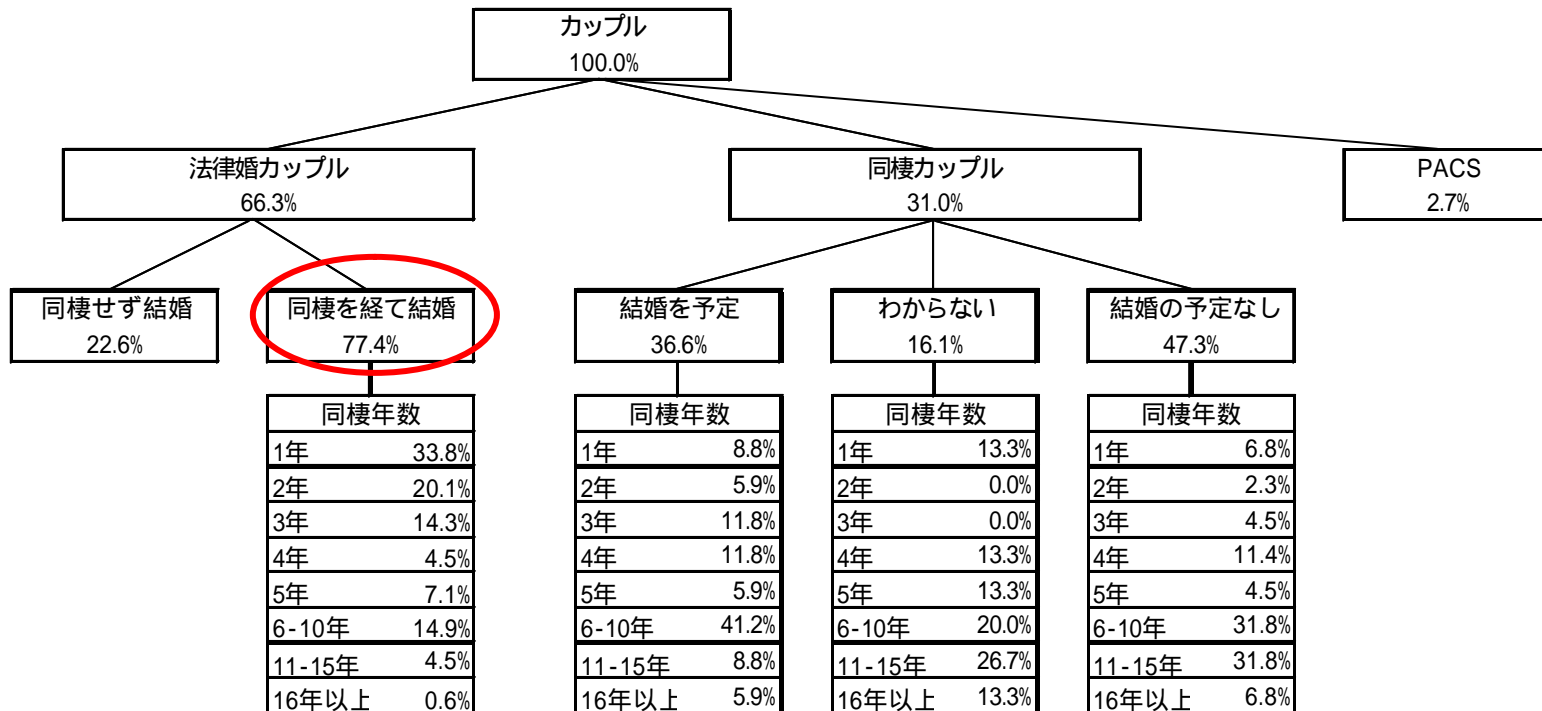 カップル
100.0%
法律婚カップル
66.3%
同棲カップル
31.0%
PACS
2.7%
同棲せず結婚
22.6%
同棲を経て結婚
77.4%
結婚を予定
36.6%
わからない
16.1%
結婚の予定なし
47.3%
同棲年数
1年 33.8%
2年 20.1%
3年 14.3%
4年 4.5%
5年 7.1%
6-10年 14.9%
11-15年 4.5%
16年以上 0.6%
同棲年数
1年 8.8%
2年 5.9%
3年 11.8%
4年 11.8%
5年 5.9%
6-10年 41.2%
11-15年 8.8%
16年以上 5.9%
同棲年数
1年 13.3%
2年 0.0%
3年 0.0%
4年 13.3%
5年 13.3%
6-10年 20.0%
11-15年 26.7%
16年以上 13.3%
同棲年数
1年 6.8%
2年 2.3%
3年 4.5%
4年 11.4%
5年 4.5%
6-10年 31.8%
11-15年 31.8%
16年以上 6.8%